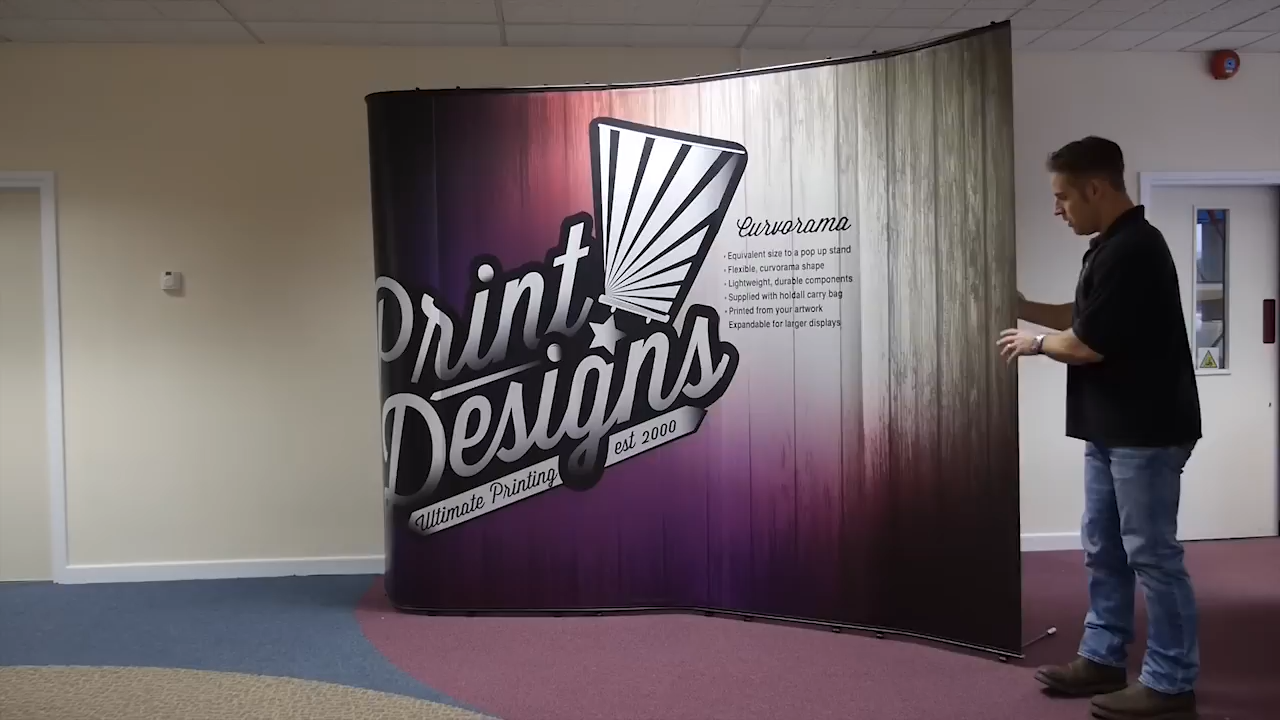 Print
Designs
Ultimate Printing est 2000
Curvorama
· Equivalent size to a pop up stand
· Flexible, curvorama shape
· Lightweight, durable components
· Supplied with holdall carry bag
· Printed from your artwork
Expandable for larger displays